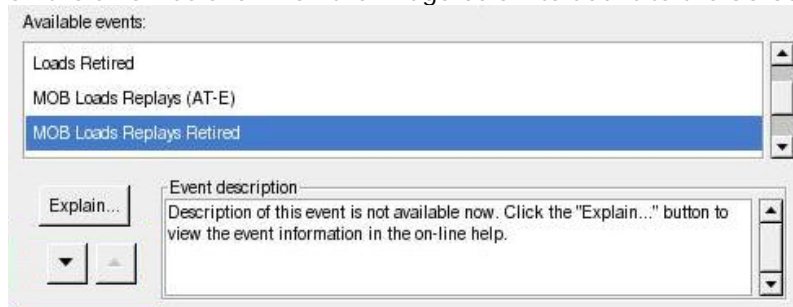 Available events:
Loads Retired
MOB Loads Replays (AT-E)
MOB Loads Replays Retired
Explain...
Event description
Description of this event is not available now. Click the "Explain..." button to
view the event information in the on-line help.